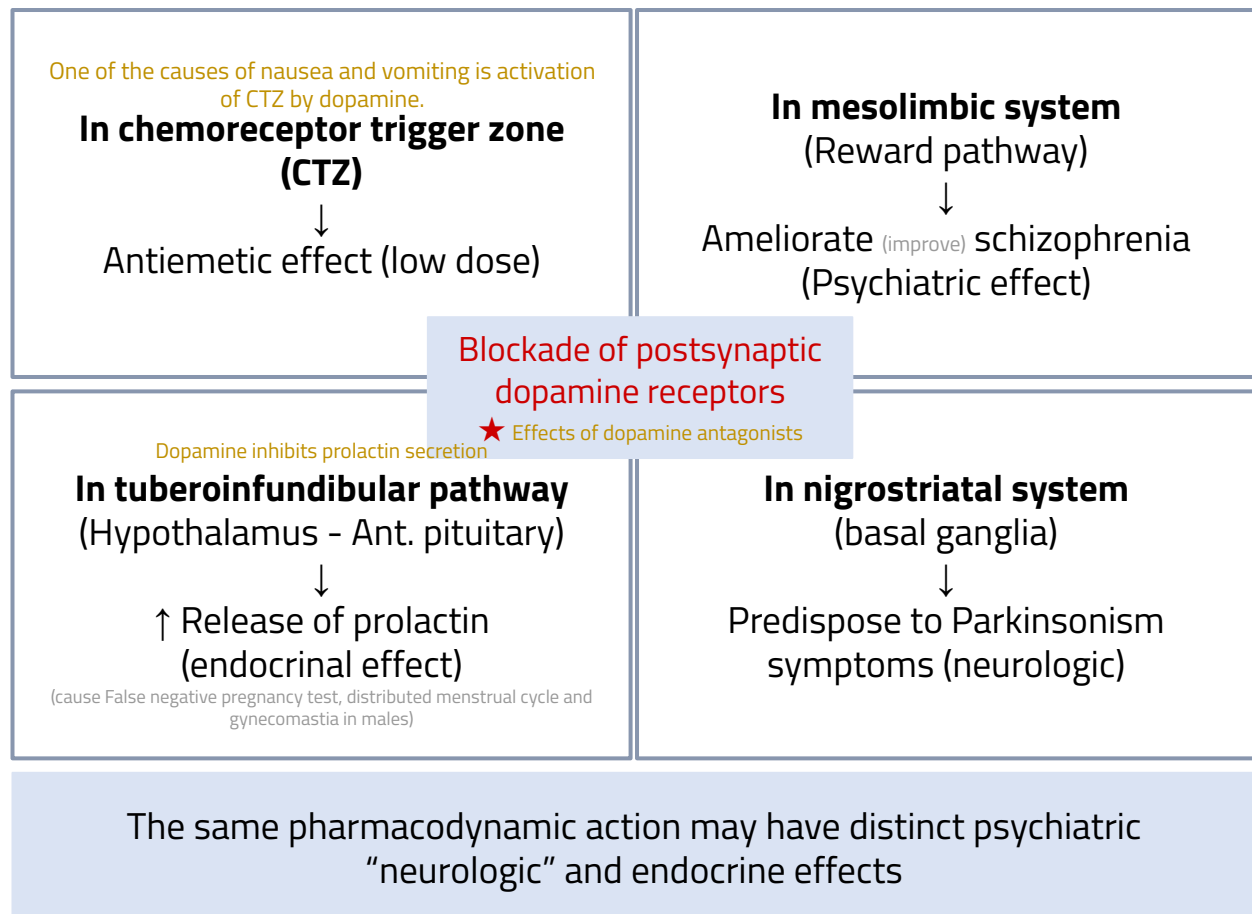 One of the causes of nausea and vomiting is activation
of CTZ by dopamine.
In chemoreceptor trigger zone
(CTZ)
↓
Antiemetic effect (low dose)
In mesolimbic system
(Reward pathway)
↓
Ameliorate (improve) schizophrenia
(Psychiatric effect)
Blockade of postsynaptic
dopamine receptors
★ Effects of dopamine antagonists
Dopamine inhibits prolactin secretion
In tuberoinfundibular pathway
(Hypothalamus - Ant. pituitary)
↓
↑ Release of prolactin
(endocrinal effect)
(cause False negative pregnancy test, distributed menstrual cycle and
gynecomastia in males)
In nigrostriatal system
(basal ganglia)
↓
Predispose to Parkinsonism
symptoms (neurologic)
The same pharmacodynamic action may have distinct psychiatric
“neurologic” and endocrine effects